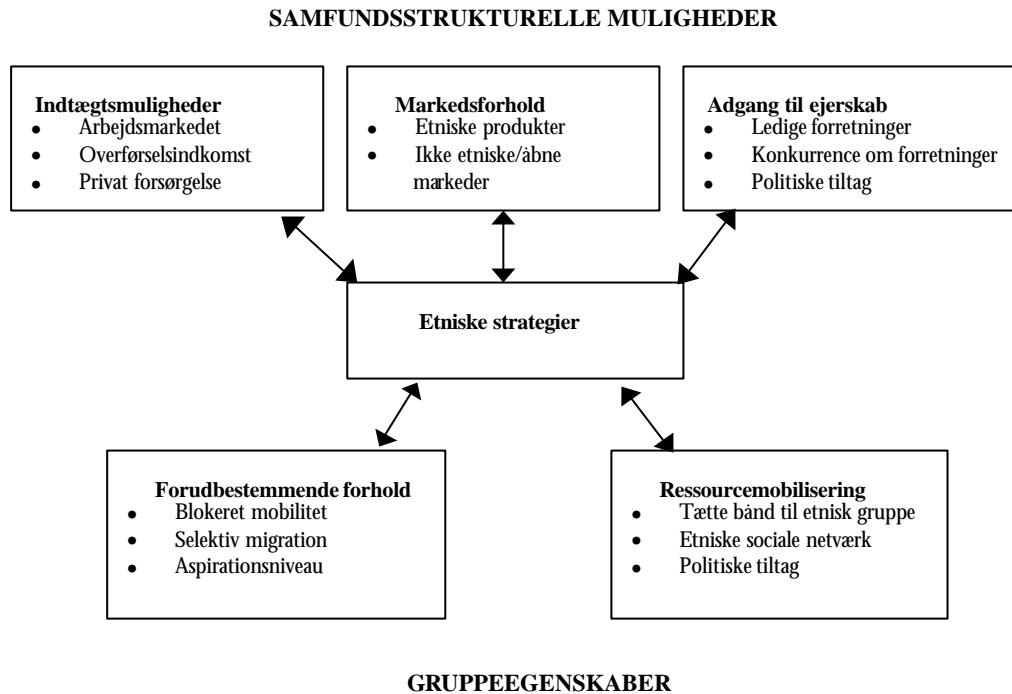 SAMFUNDSSTRUKTURELLE MULIGHEDER
Indtægtsmuligheder
• Arbejdsmarkedet
• Overførselsindkomst
• Privat forsørgelse
Markedsforhold
• Etniske produkter
• Ikke etniske/åbne
markeder
Adgang til ejerskab
• Ledige forretninger
• Konkurrence om forretninger
• Politiske tiltag
Etniske strategier
Forudbestemmende forhold
• Blokeret mobilitet
• Selektiv migration
• Aspirationsniveau
Ressourcemobilisering
• Tætte bånd til etnisk gruppe
• Etniske sociale netværk
• Politiske tiltag
GRUPPEEGENSKABER